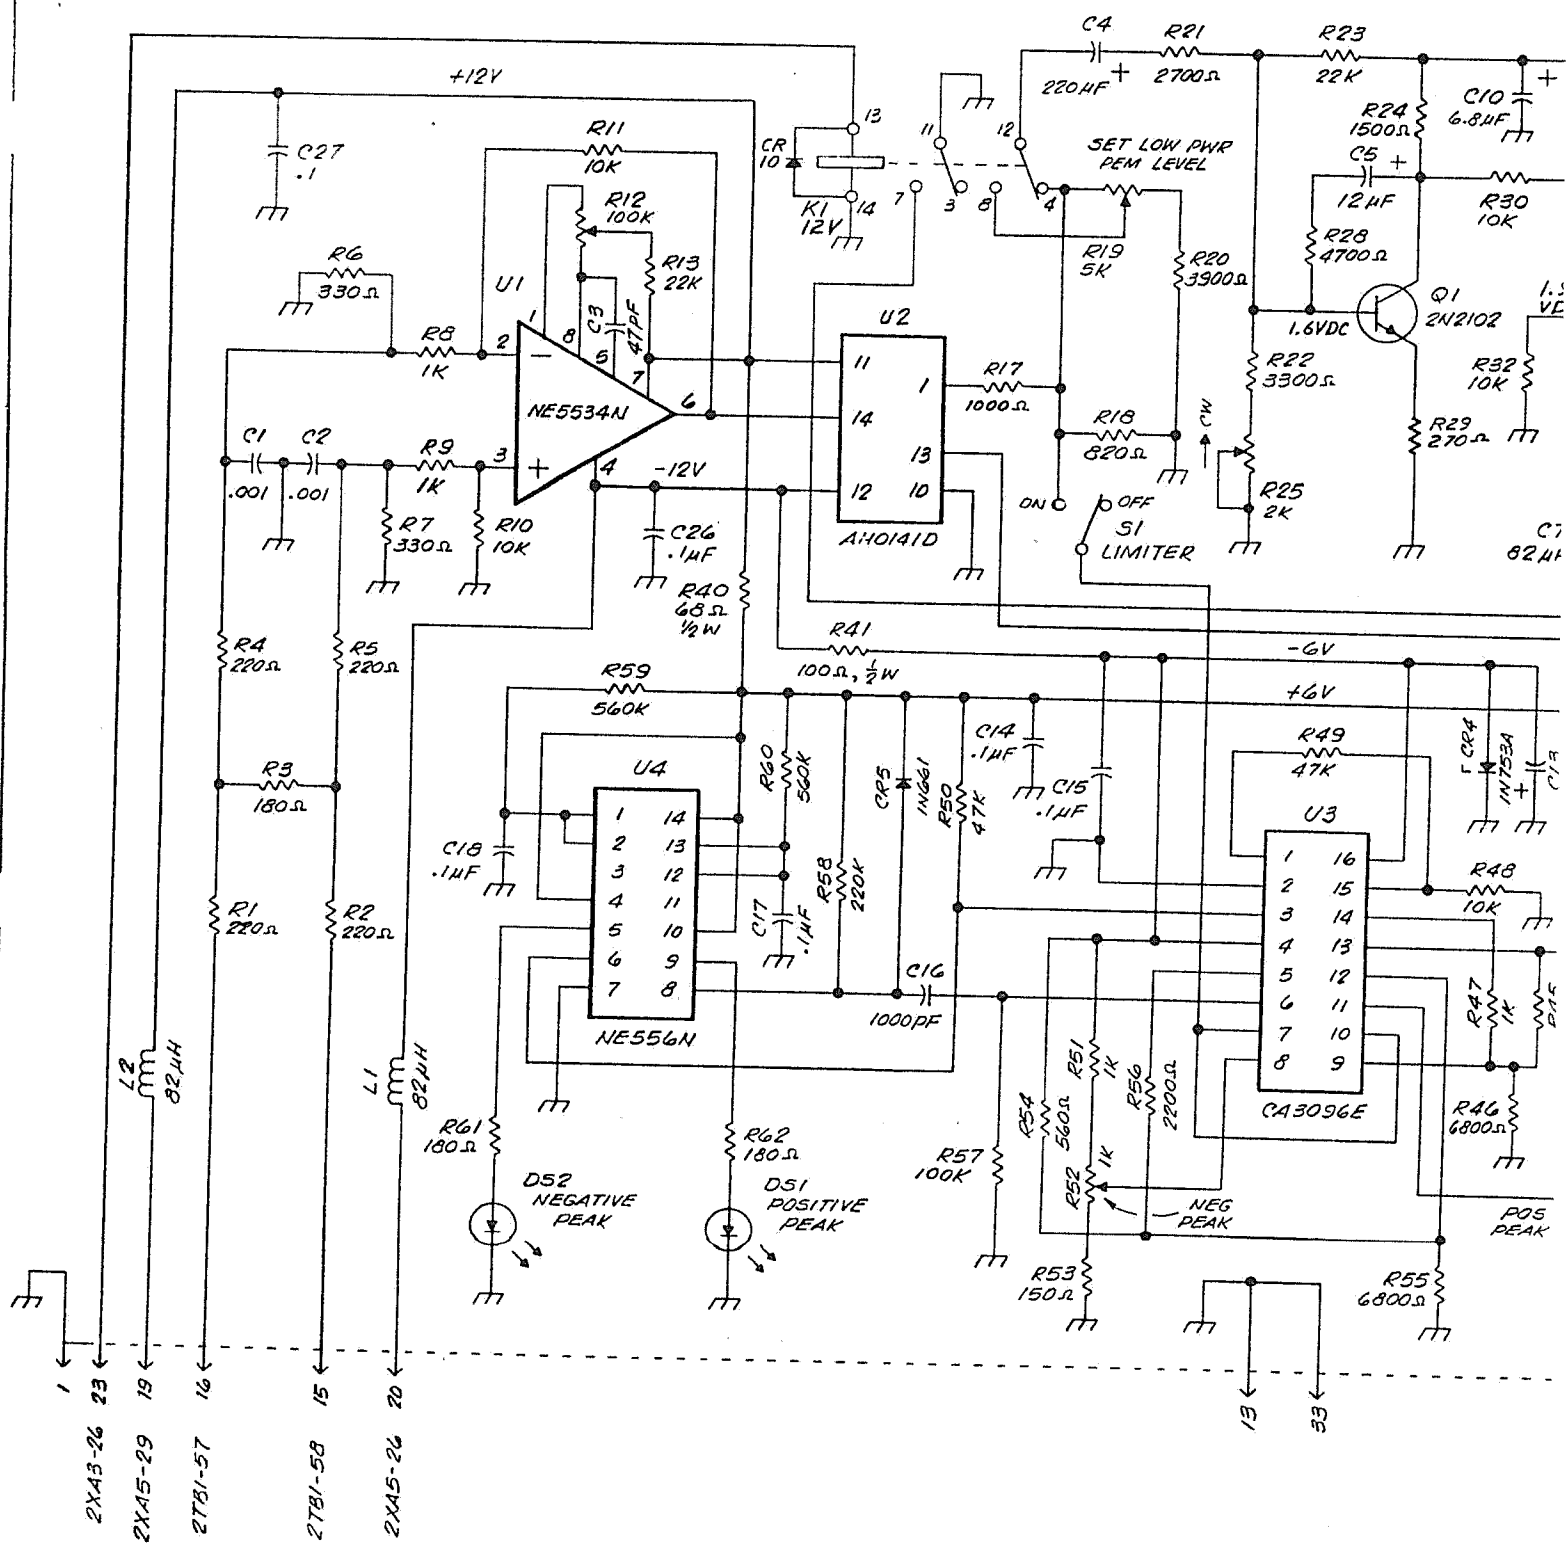 C4
+
220µF
R21
2700Ω
R23
22K
+
C10
6.8µF
R24
1500Ω
C5 +
12µF
R30
10K
+12V
C27
.1
R11
10K
CR
10
13
14
K1
12V
11
12
7
3
8
4
SET LOW PWR
PEM LEVEL
R19
5K
R20
3900Ω
R28
4700Ω
Q1
2N2102
1.6VDC
R12
100K
R13
22K
R6
330Ω
U1
1
8
C3
47PF
5
7
R8
1K
2
−
NE5534N
6
+
3
4
-12V
C1
.001
C2
.001
R9
1K
R7
330Ω
R10
10K
C26
.1µF
U2
11
14
12
1
13
10
AH0141D
R17
1000Ω
R18
820Ω
ON
OFF
S1
LIMITER
CW
R22
3300Ω
R25
2K
R29
270Ω
R32
10K
82µH
R4
220Ω
R5
220Ω
R3
180Ω
R1
220Ω
R2
220Ω
R40
68Ω
½W
R41
100Ω, ½W
-6V
+6V
R59
560K
U4
1
2
3
4
5
6
7
14
13
12
11
10
9
8
NE556N
C18
.1µF
R60
560K
C17
.1µF
R58
220K
CR5
1N661
R50
47K
C14
.1µF
C15
.1µF
C16
1000PF
R49
47K
CR4
1N753A
+
C13
U3
1
2
3
4
5
6
7
8
16
15
14
13
12
11
10
9
CA3096E
R48
10K
R47
1K
R45
R46
6800Ω
L2
82µH
L1
82µH
R61
180Ω
R62
180Ω
DS2
NEGATIVE
PEAK
DS1
POSITIVE
PEAK
R57
100K
R54
560Ω
R51
1K
R56
2200Ω
R52
1K
NEG
PEAK
R53
150Ω
R55
6800Ω
POS
PEAK
1
23
19
16
15
20
13
33
2XA3-26
2XA5-29
2TB1-57
2TB1-58
2XA5-26